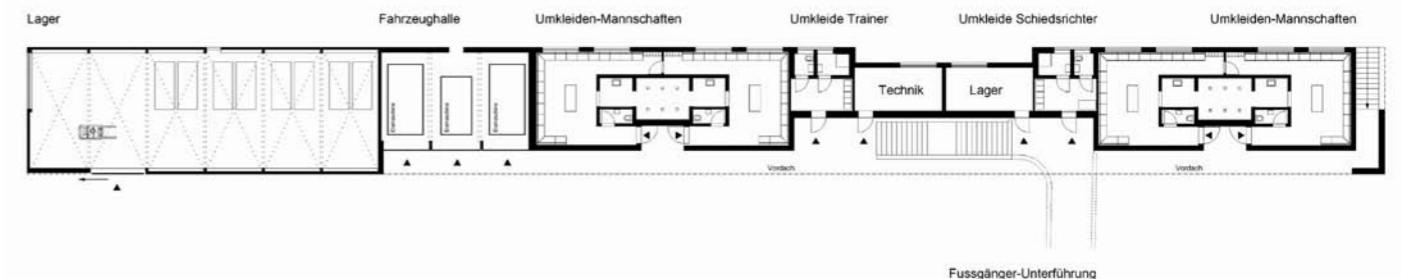 Lager
Fahrzeughalle
Umkleiden-Mannschaften
Umkleide Trainer
Umkleide Schiedsrichter
Umkleiden-Mannschaften
Technik
Lager
Vordach
Vordach
Fussgänger-Unterführung